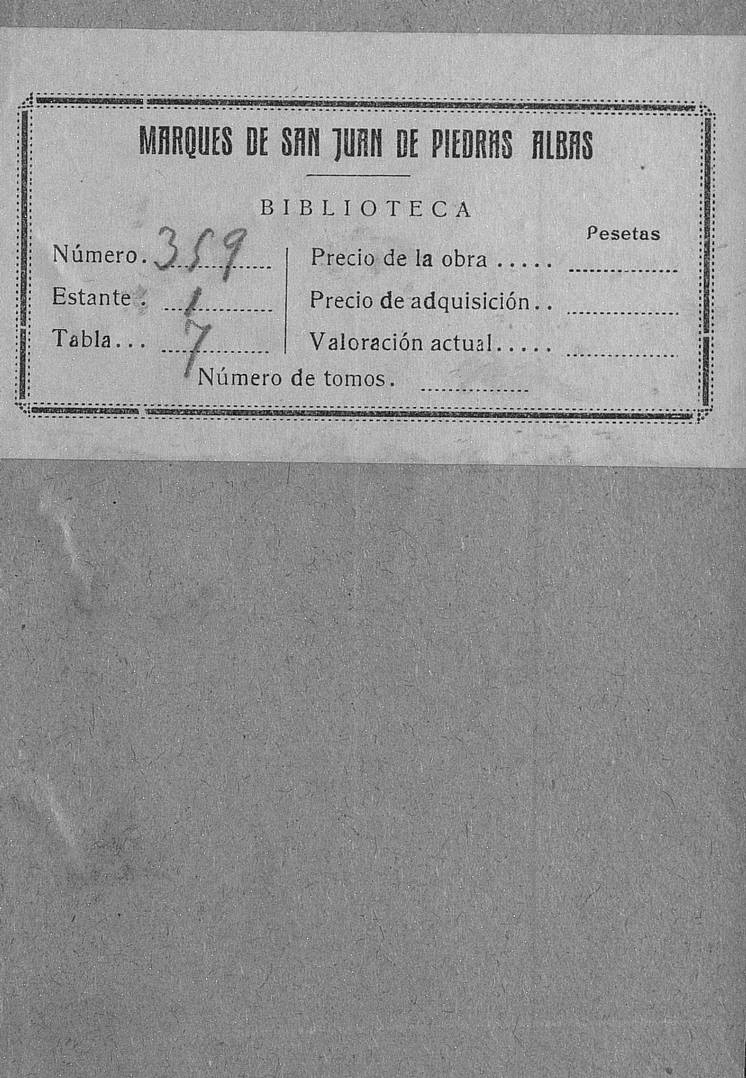 MARQUES DE SAN JUAN DE PIEDRAS ALBAS
BIBLIOTECA
Pesetas
Número. 359
Precio de la obra .....
Estante . 1
Precio de adquisición..
Tabla... 7
Valoración actual.....
Número de tomos.